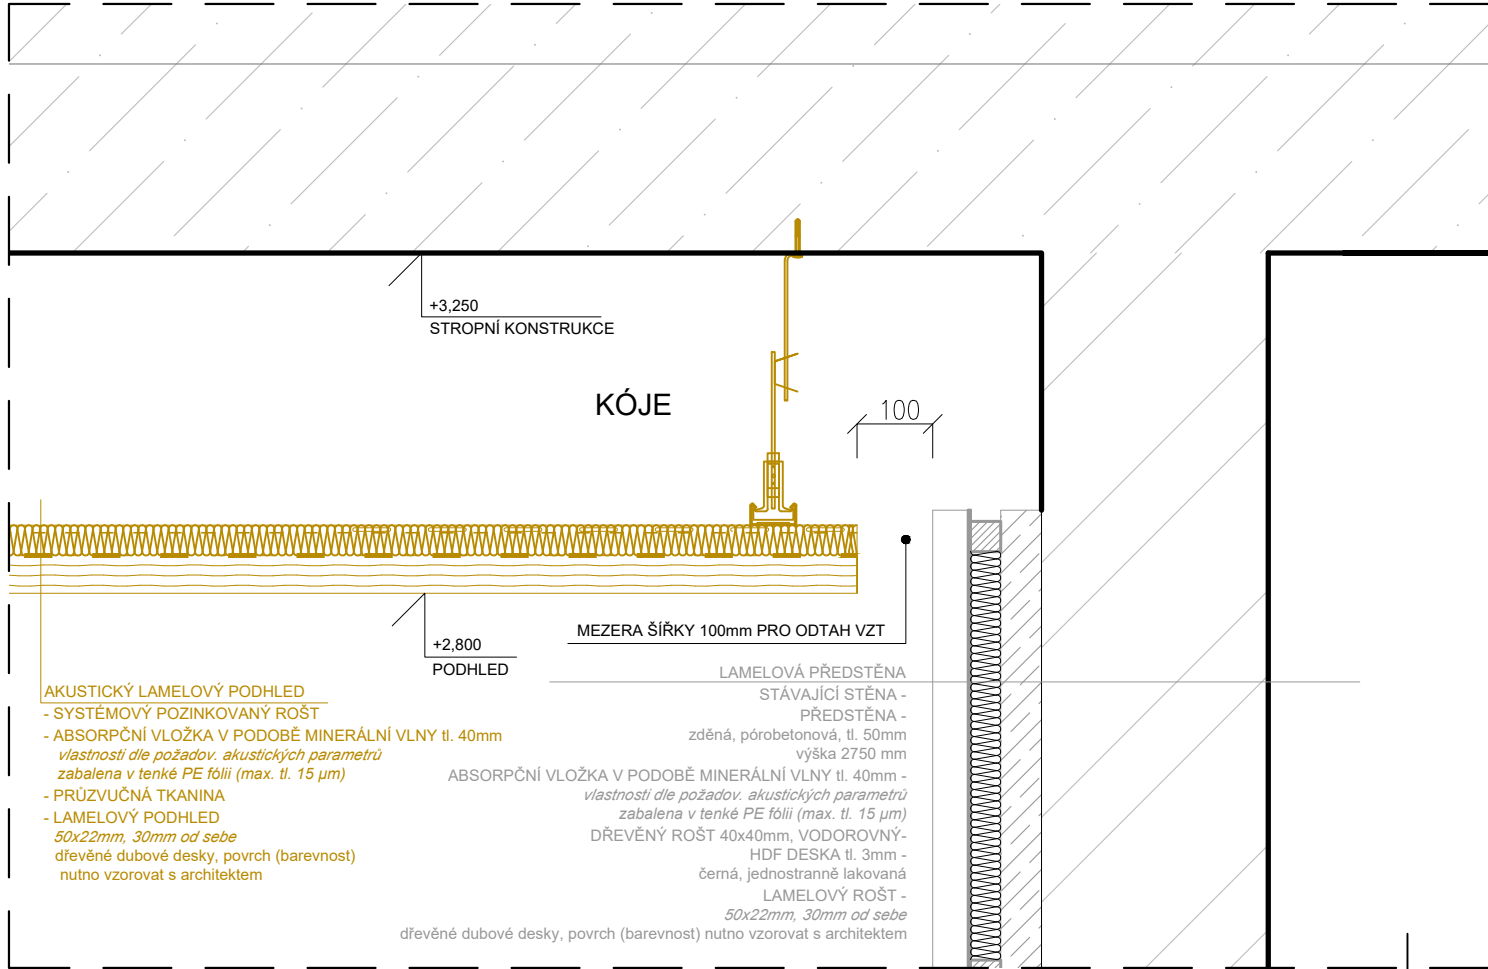 +3,250
STROPNÍ KONSTRUKCE
KÓJE
100
MEZERA ŠÍŘKY 100mm PRO ODTAH VZT
+2,800
PODHLED
AKUSTICKÝ LAMELOVÝ PODHLED
- SYSTÉMOVÝ POZINKOVANÝ ROŠT
- ABSORPČNÍ VLOŽKA V PODOBĚ MINERÁLNÍ VLNY tl. 40mm
vlastnosti dle požadov. akustických parametrů
zabalena v tenké PE fólii (max. tl. 15 µm)
- PRŮZVUČNÁ TKANINA
- LAMELOVÝ PODHLED
50x22mm, 30mm od sebe
dřevěné dubové desky, povrch (barevnost)
nutno vzorovat s architektem
LAMELOVÁ PŘEDSTĚNA
STÁVAJÍCÍ STĚNA -
PŘEDSTĚNA -
zděná, pórobetonová, tl. 50mm
výška 2750 mm
ABSORPČNÍ VLOŽKA V PODOBĚ MINERÁLNÍ VLNY tl. 40mm -
vlastnosti dle požadov. akustických parametrů
zabalena v tenké PE fólii (max. tl. 15 µm)
DŘEVĚNÝ ROŠT 40x40mm, VODOROVNÝ-
HDF DESKA tl. 3mm -
černá, jednostranně lakovaná
LAMELOVÝ ROŠT -
50x22mm, 30mm od sebe
dřevěné dubové desky, povrch (barevnost) nutno vzorovat s architektem